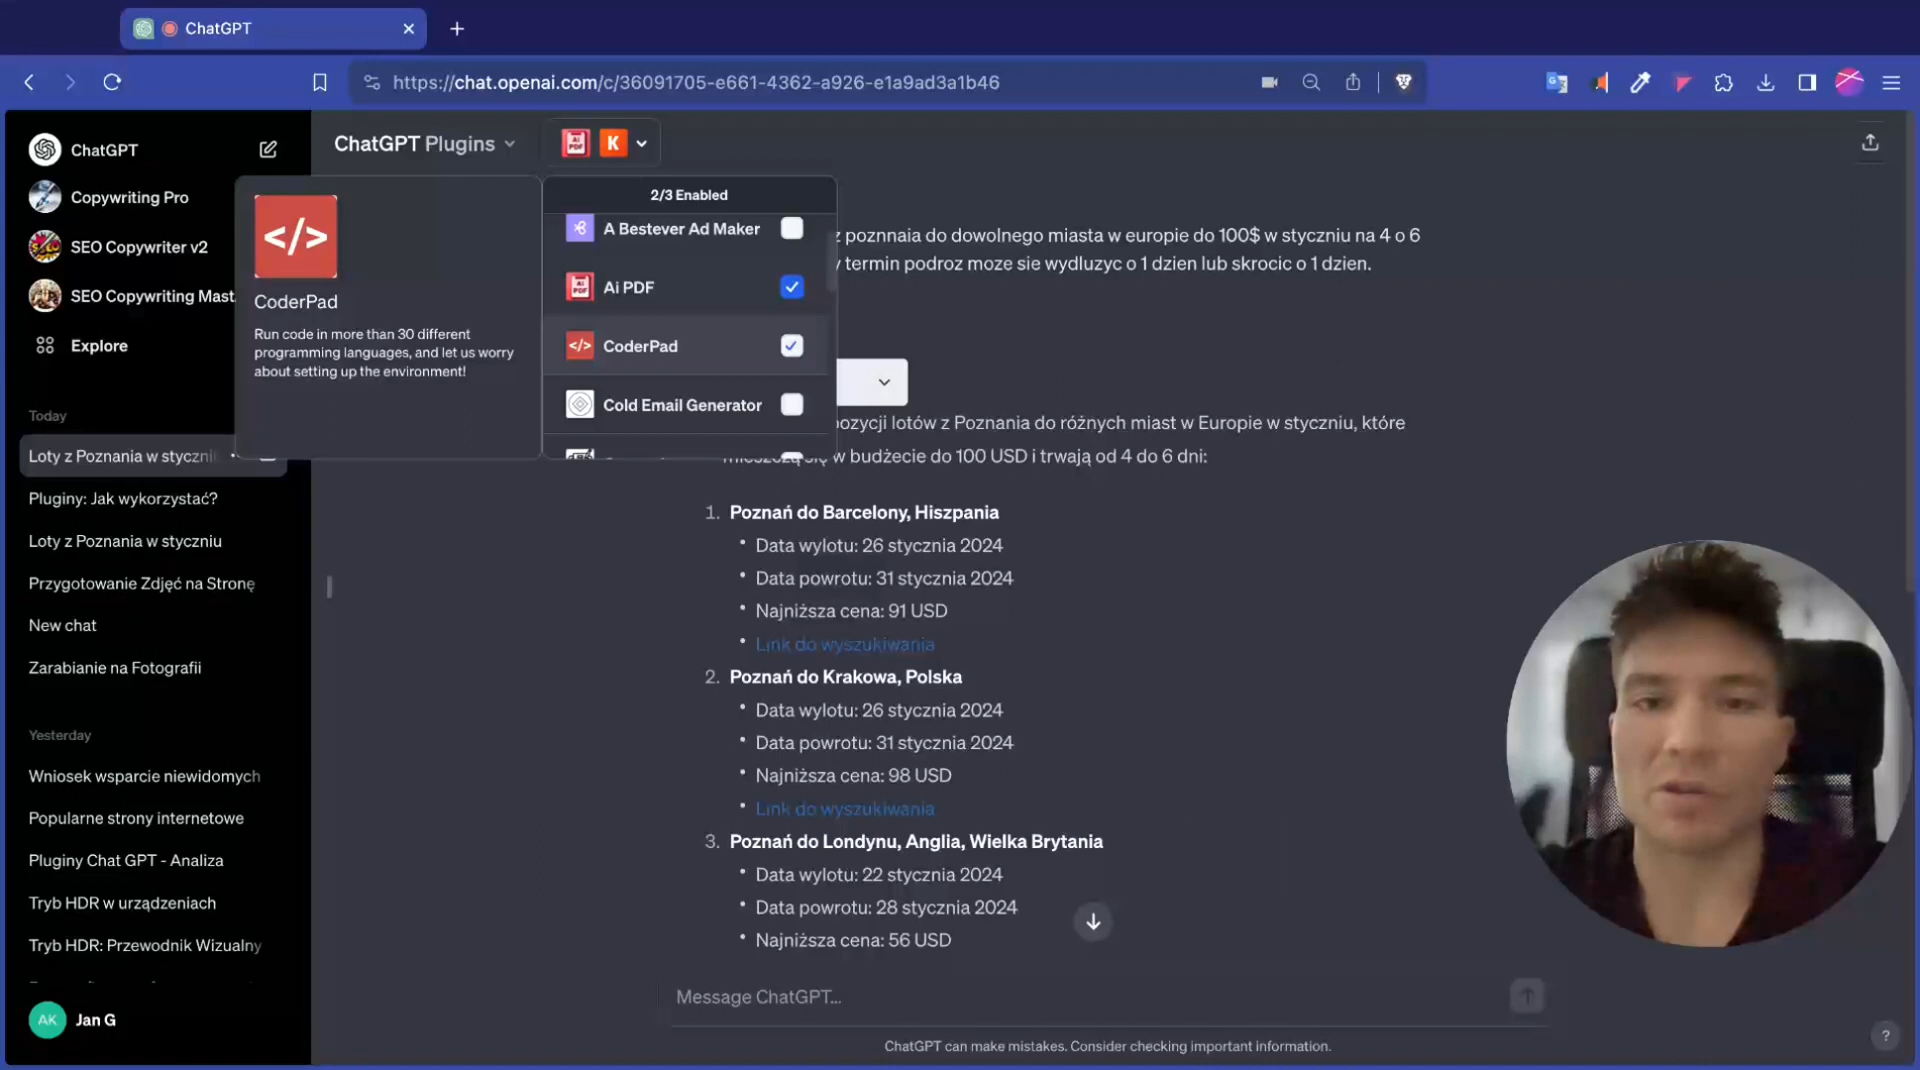 ChatGPT
https://chat.openai.com/c/36091705-e661-4362-a926-e1a9ad3a1b46
ChatGPT
Copywriting Pro
SEO Copywriter v2
SEO Copywriting Mast
Explore
Today
Loty z Poznania w styczni
Pluginy: Jak wykorzystać?
Loty z Poznania w styczniu
Przygotowanie Zdjęć na Stronę
New chat
Zarabianie na Fotografii
Yesterday
Wniosek wsparcie niewidomych
Popularne strony internetowe
Pluginy Chat GPT - Analiza
Tryb HDR w urządzeniach
Tryb HDR: Przewodnik Wizualny
AK
Jan G
ChatGPT Plugins
Ai PDF
K
</>
CoderPad
Run code in more than 30 different
programming languages, and let us worry
about setting up the environment!
2/3 Enabled
A Bestever Ad Maker
Ai PDF
Ai PDF
</> CoderPad
Cold Email Generator
z poznnaia do dowolnego miasta w europie do 100$ w styczniu na 4 o 6
y termin podroz moze sie wydluzyc o 1 dzien lub skrocic o 1 dzien.
pozycji lotów z Poznania do różnych miast w Europie w styczniu, które
mieszczą się w budżecie do 100 USD i trwają od 4 do 6 dni:
1. Poznań do Barcelony, Hiszpania
• Data wylotu: 26 stycznia 2024
• Data powrotu: 31 stycznia 2024
• Najniższa cena: 91 USD
• Link do wyszukiwania
2. Poznań do Krakowa, Polska
• Data wylotu: 26 stycznia 2024
• Data powrotu: 31 stycznia 2024
• Najniższa cena: 98 USD
• Link do wyszukiwania
3. Poznań do Londynu, Anglia, Wielka Brytania
• Data wylotu: 22 stycznia 2024
• Data powrotu: 28 stycznia 2024
• Najniższa cena: 56 USD
Message ChatGPT...
ChatGPT can make mistakes. Consider checking important information.
?